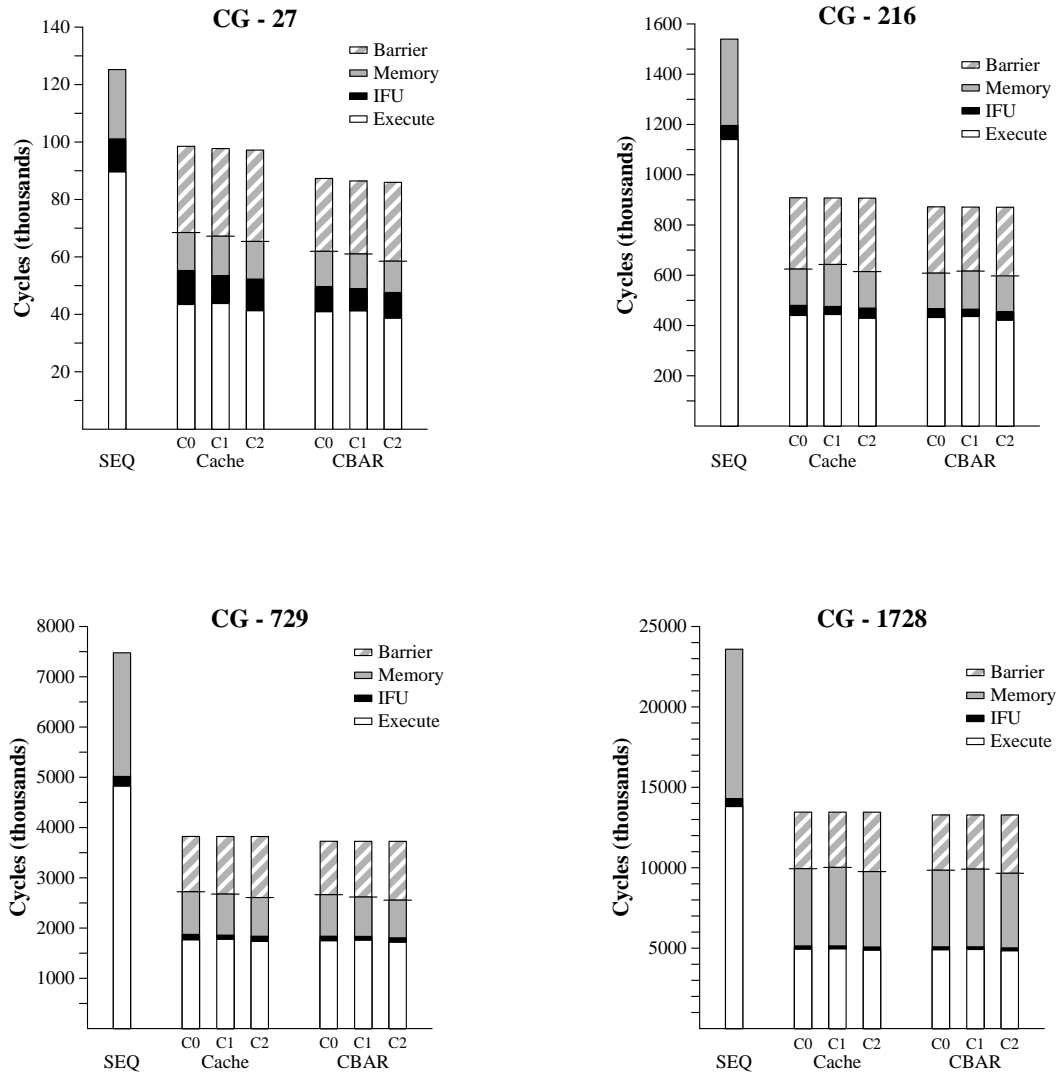 CG - 27
Cycles (thousands)
140
120
100
80
60
40
20
Barrier
Memory
IFU
Execute
C0 C1 C2 C0 C1 C2
SEQ Cache CBAR
CG - 216
Cycles (thousands)
1600
1400
1200
1000
800
600
400
200
Barrier
Memory
IFU
Execute
C0 C1 C2 C0 C1 C2
SEQ Cache CBAR
CG - 729
Cycles (thousands)
8000
7000
6000
5000
4000
3000
2000
1000
Barrier
Memory
IFU
Execute
C0 C1 C2 C0 C1 C2
SEQ Cache CBAR
CG - 1728
Cycles (thousands)
25000
20000
15000
10000
5000
Barrier
Memory
IFU
Execute
C0 C1 C2 C0 C1 C2
SEQ Cache CBAR